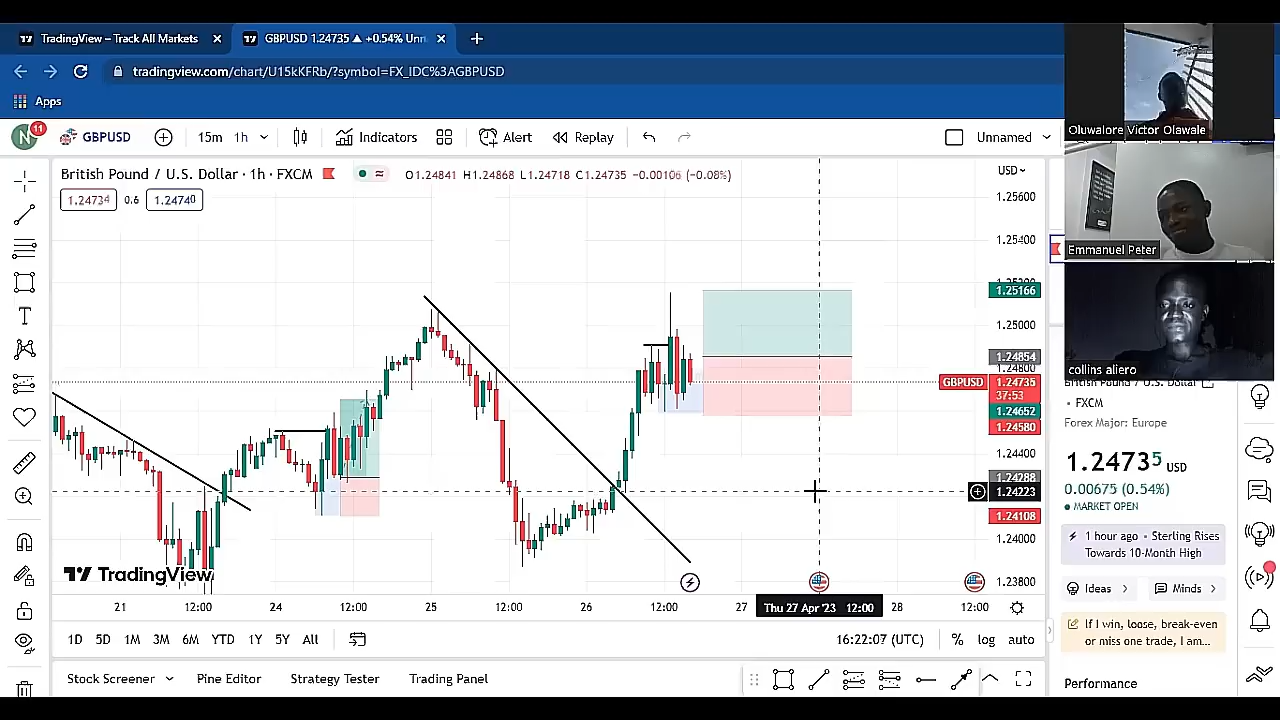 TradingView – Track All Markets
GBPUSD 1.24735 ▲ +0.54% Unn
tradingview.com/chart/U15kKFRb/?symbol=FX_IDC%3AGBPUSD
Apps
N 11 GBPUSD 15m 1h Indicators Alert Replay Unnamed
British Pound / U.S. Dollar · 1h · FXCM O1.24841 H1.24868 L1.24718 C1.24735 -0.00106 (-0.08%)
1.24734 0.6 1.24740
USD
1.25600
1.25400
1.25166
1.25000
1.24854
1.24800
GBPUSD 1.24735
37:53
1.24652
1.24580
1.24400
1.24288
1.24223
1.24108
1.24000
1.23800
TradingView
21 12:00 24 12:00 25 12:00 26 12:00 27 Thu 27 Apr '23 12:00 28 12:00
1D 5D 1M 3M 6M YTD 1Y 5Y All 16:22:07 (UTC) % log auto
Stock Screener Pine Editor Strategy Tester Trading Panel
Oluwalore Victor Olawale
Emmanuel Peter
collins aliero
British Pound / U.S. Dollar
• FXCM
Forex Major: Europe
1.24735 USD
0.00675 (0.54%)
MARKET OPEN
1 hour ago • Sterling Rises
Towards 10-Month High
Ideas Minds
If I win, loose, break-even
or miss one trade, I am...
Performance